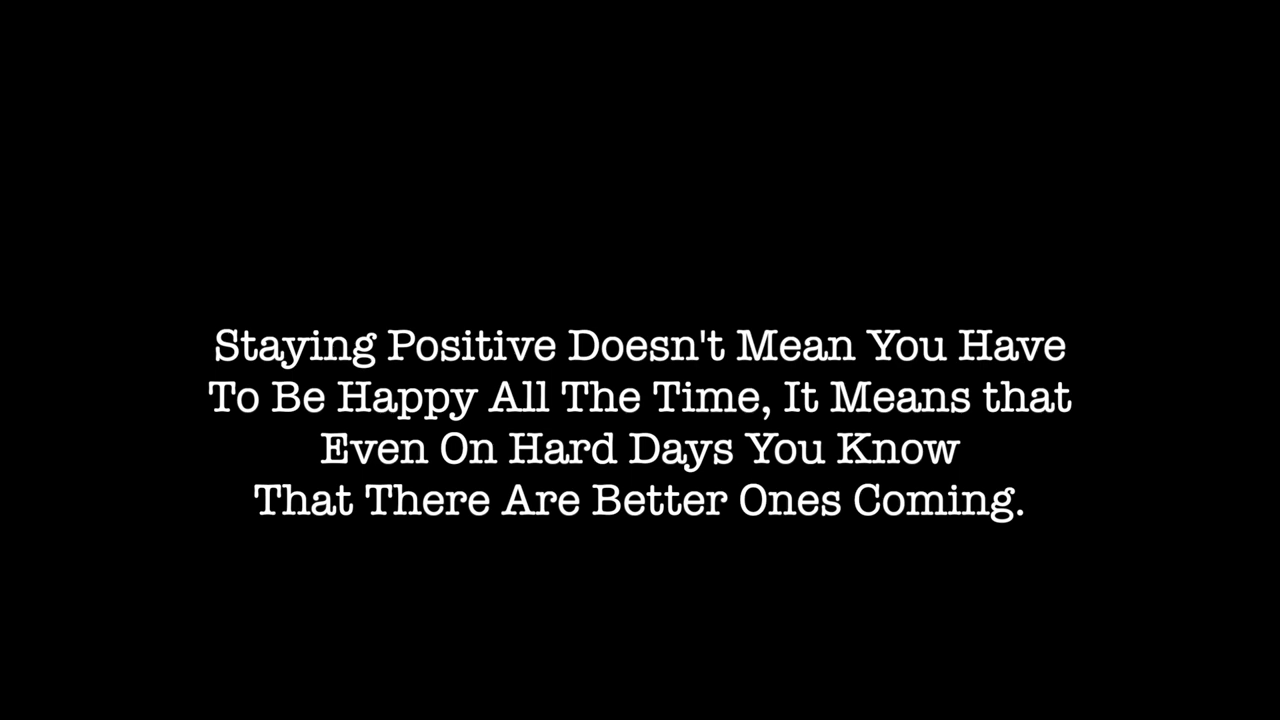 Staying Positive Doesn't Mean You Have
To Be Happy All The Time, It Means that
Even On Hard Days You Know
That There Are Better Ones Coming.